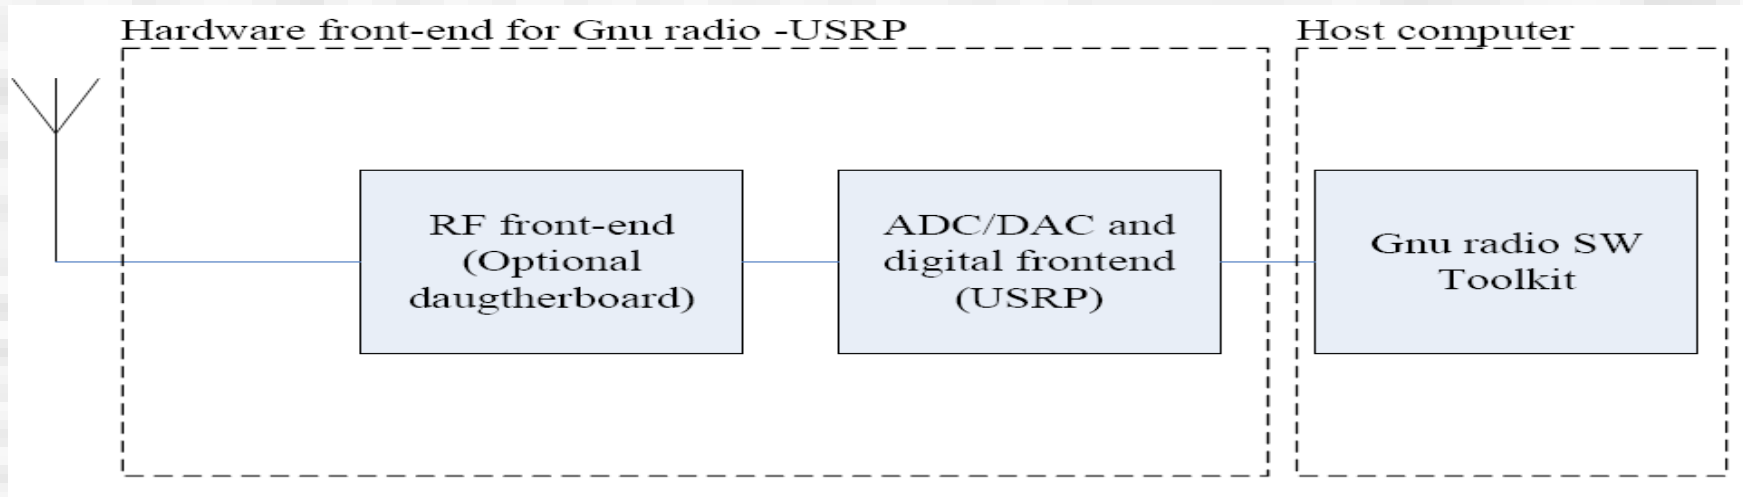 Hardware front-end for Gnu radio -USRP
Host computer
RF front-end
(Optional
daugtherboard)
ADC/DAC and
digital frontend
(USRP)
Gnu radio SW
Toolkit